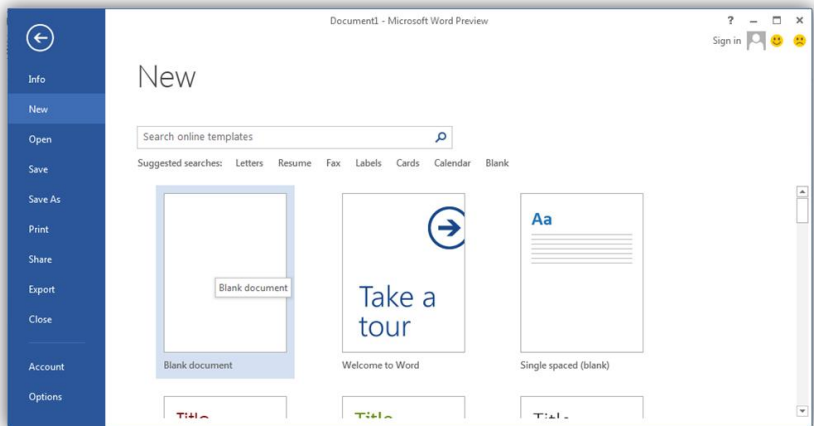 Document1 - Microsoft Word Preview
?
Sign in
Info
New
Open
Save
Save As
Print
Share
Export
Close
Account
Options
New
Search online templates
Suggested searches: Letters Resume Fax Labels Cards Calendar Blank
Aa
Blank document
Take a
tour
Blank document Welcome to Word Single spaced (blank)
Title Title Title